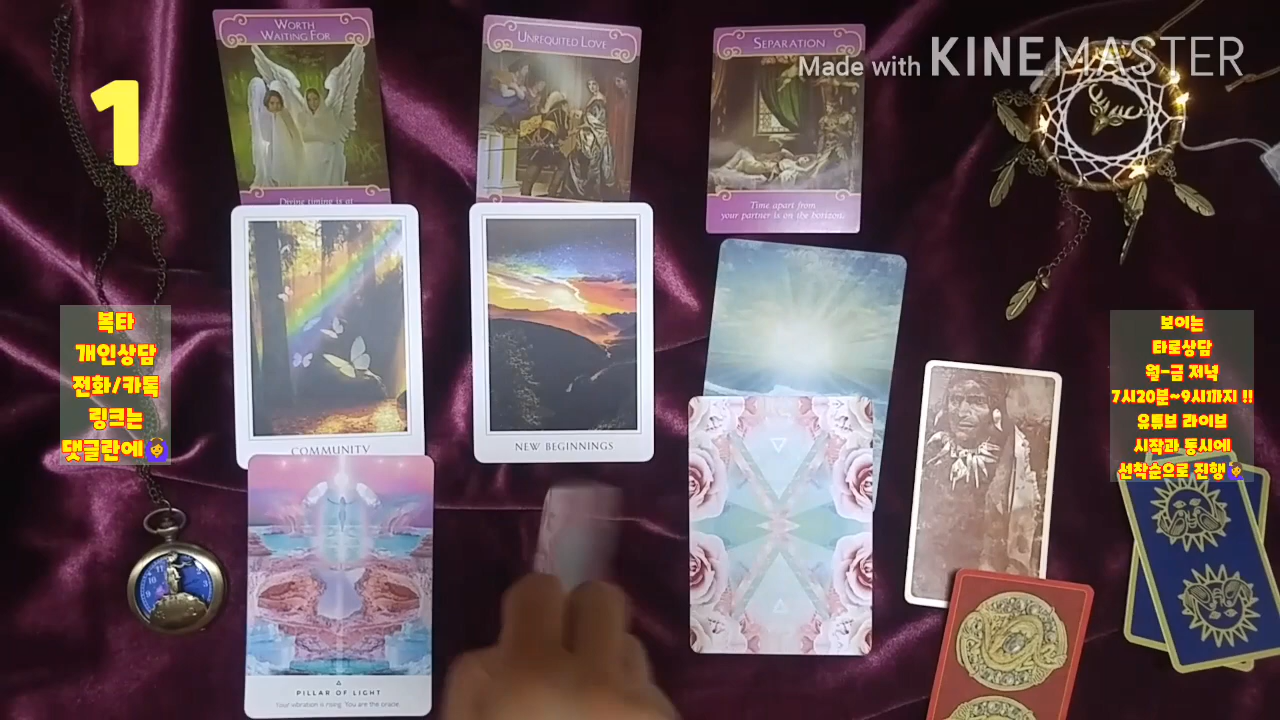 1
WORTH
WAITING FOR
UNREQUITED LOVE
SEPARATION
Made with KINEMASTER
Divine timing is at
Time apart from
your partner is on the horizon.
복타
개인상담
전화/카톡
링크는
댓글란에
보이는
타로상담
월-금 저녁
7시20분~9시까지 !!
유튜브 라이브
시작과 동시에
선착순으로 진행
COMMUNITY
NEW BEGINNINGS
PILLAR OF LIGHT
Your vibration is rising. You are the oracle.